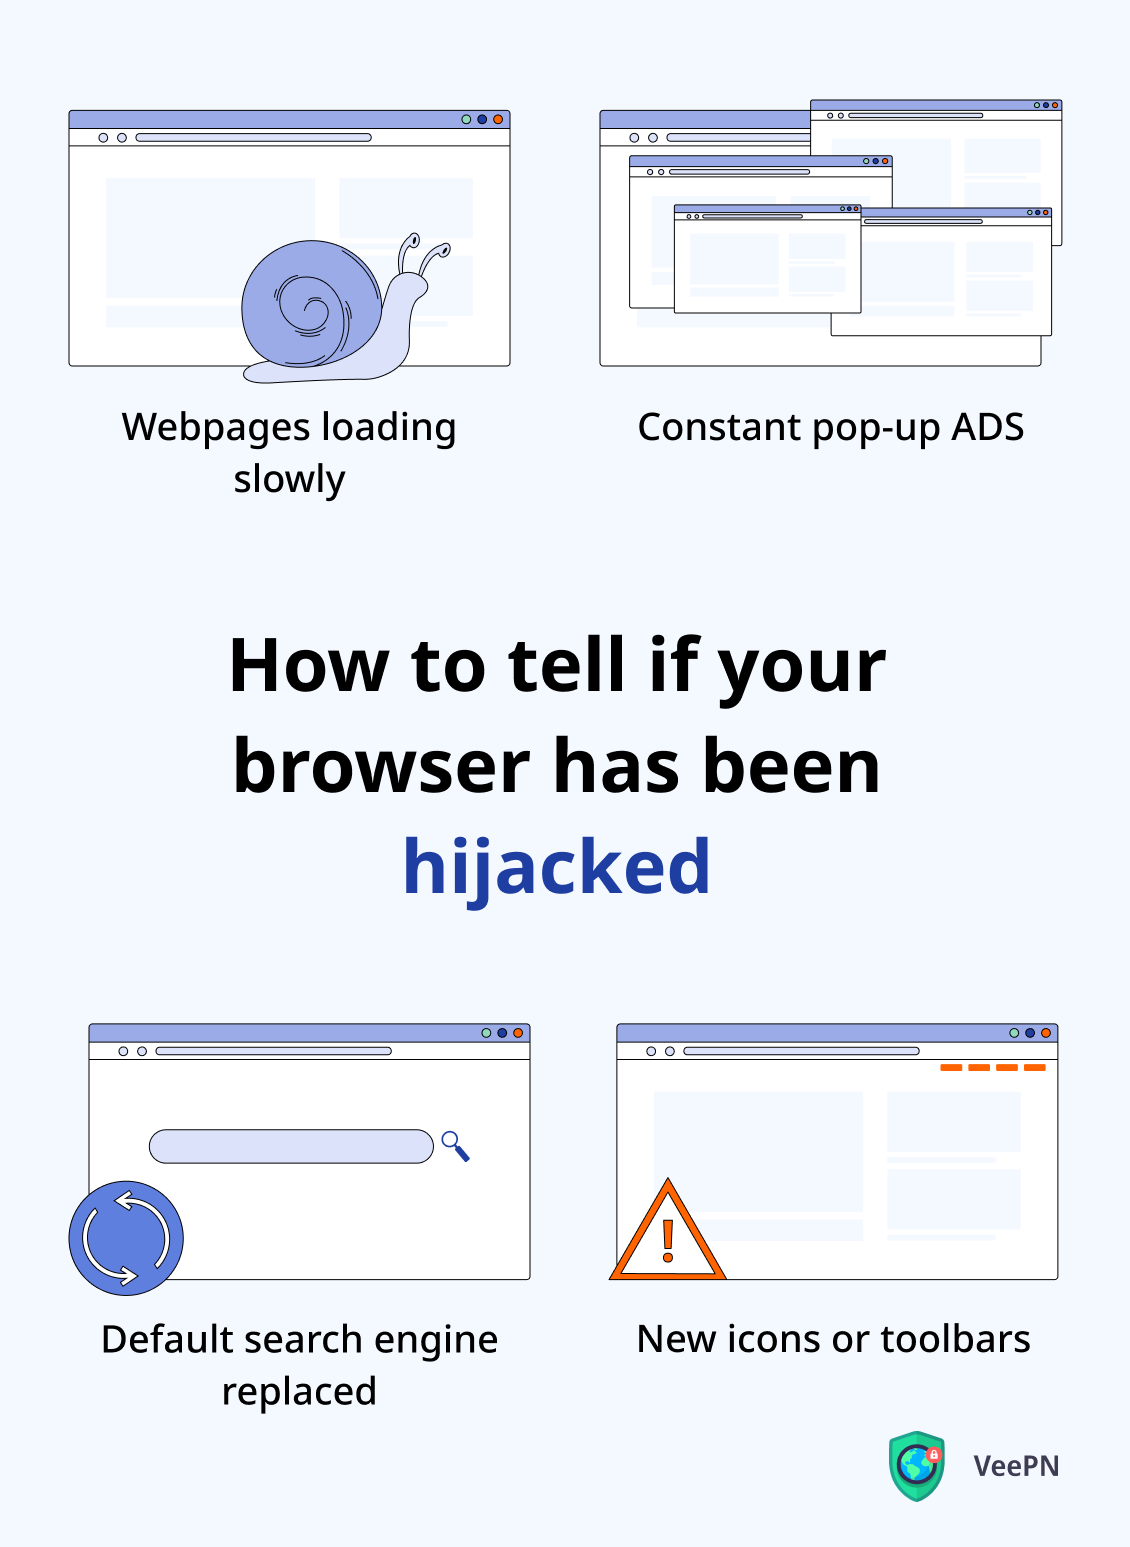 Webpages loading
slowly
Constant pop-up ADS
How to tell if your
browser has been
hijacked
Default search engine
replaced
New icons or toolbars
VeePN